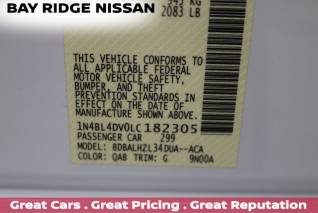 BAY RIDGE NISSAN
943 KG
2083 LB
THIS VEHICLE CONFORMS TO
ALL APPLICABLE FEDERAL
MOTOR VEHICLE SAFETY,
BUMPER, AND THEFT
PREVENTION STANDARDS
IN EFFECT ON THE DATE OF
MANUFACTURE SHOWN ABOVE.
1N4BL4DV0LC182305
PASSENGER CAR 299
MODEL: BDBALHZL34DUA--ACA
COLOR: QAB TRIM: G 9N00A
Great Cars . Great Pricing . Great Reputation